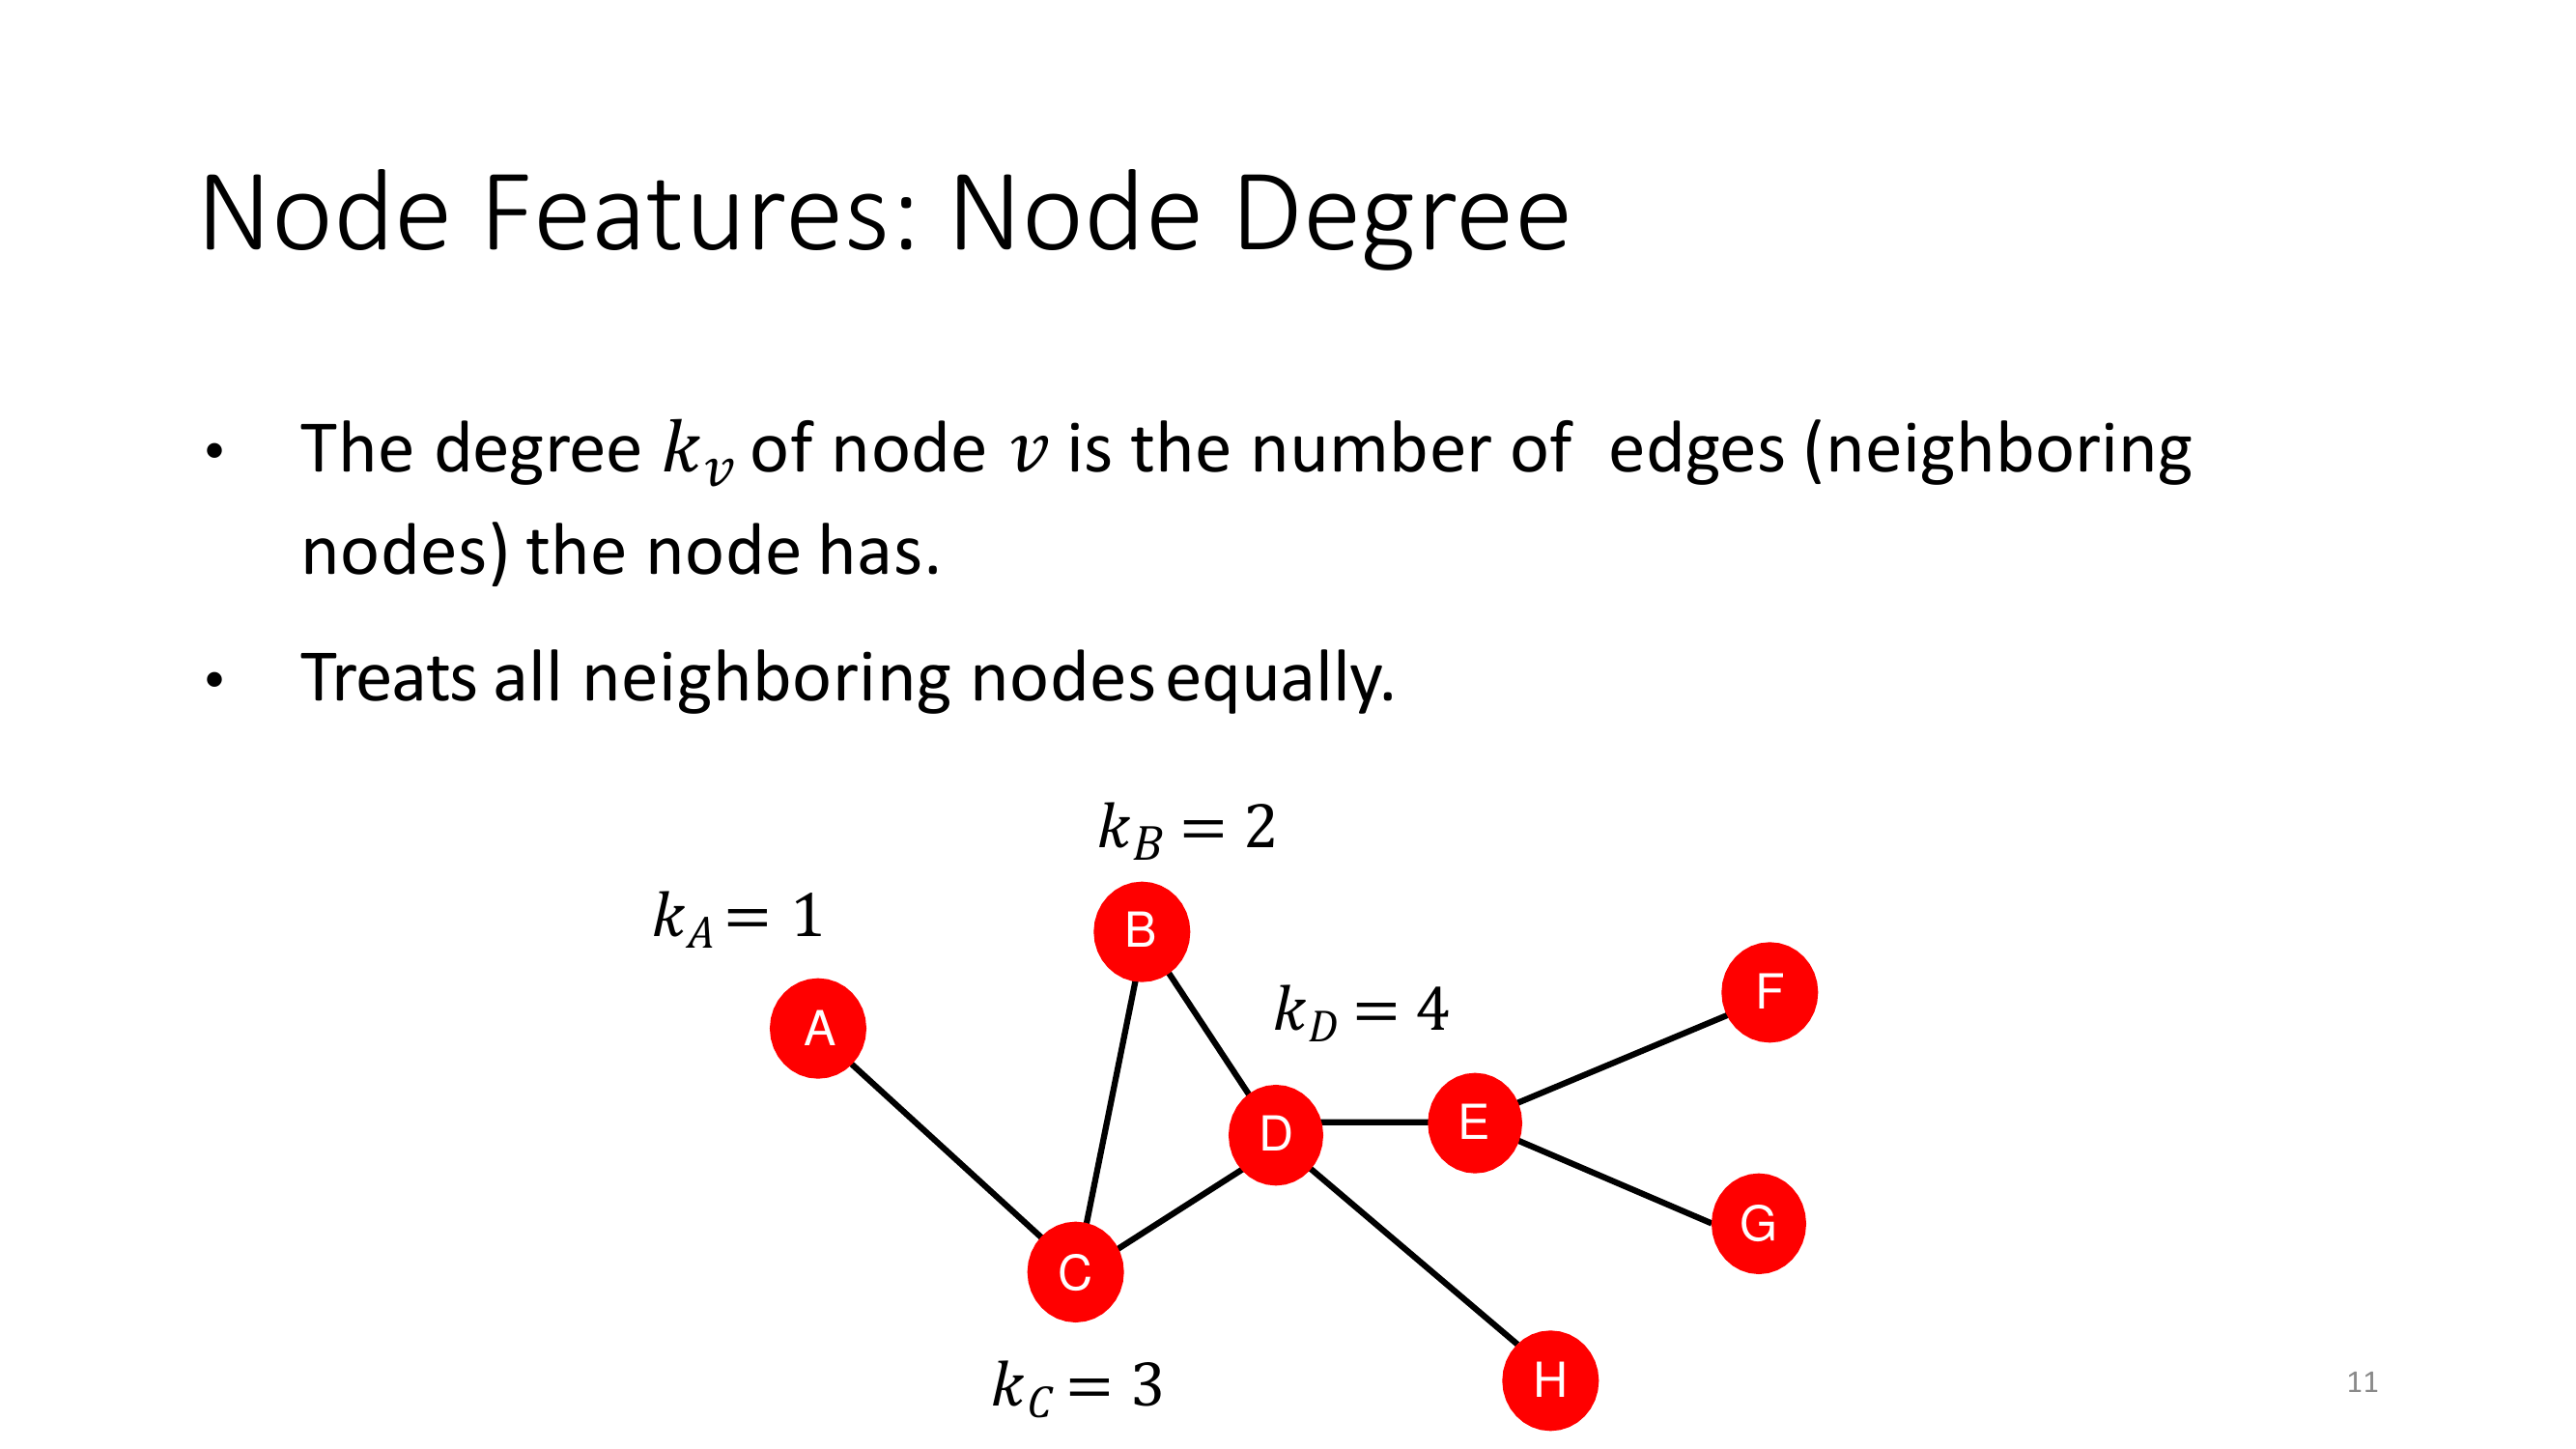 Node Features: Node Degree
• The degree k_v of node v is the number of edges (neighboring
nodes) the node has.
• Treats all neighboring nodes equally.
k_B = 2
k_A = 1
B
F
k_D = 4
A
E
D
G
C
H
k_C = 3
11